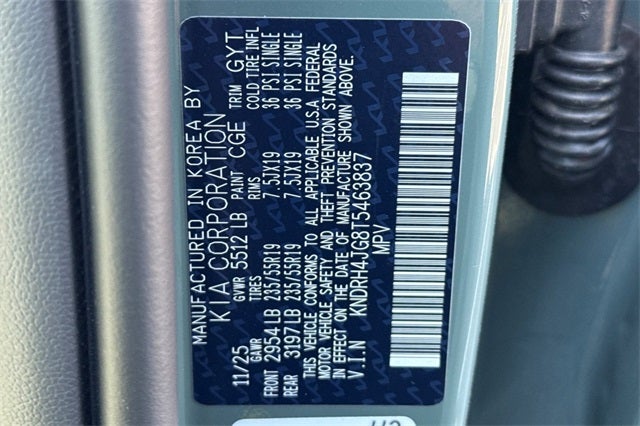 MANUFACTURED IN KOREA BY
KIA CORPORATION
11/25 GVWR 5512 LB PAINT CGE TRIM GYT
GAWR TIRES RIMS COLD TIRE INFL
FRONT 2954 LB 235/55R19 7.5JX19 36 PSI SINGLE
REAR 3197 LB 235/55R19 7.5JX19 36 PSI SINGLE
THIS VEHICLE CONFORMS TO ALL APPLICABLE U.S.A FEDERAL
MOTOR VEHICLE SAFETY AND THEFT PREVENTION STANDARDS
IN EFFECT ON THE DATE OF MANUFACTURE SHOWN ABOVE.
V.I.N KNDRH4JG8T5463837
MPV